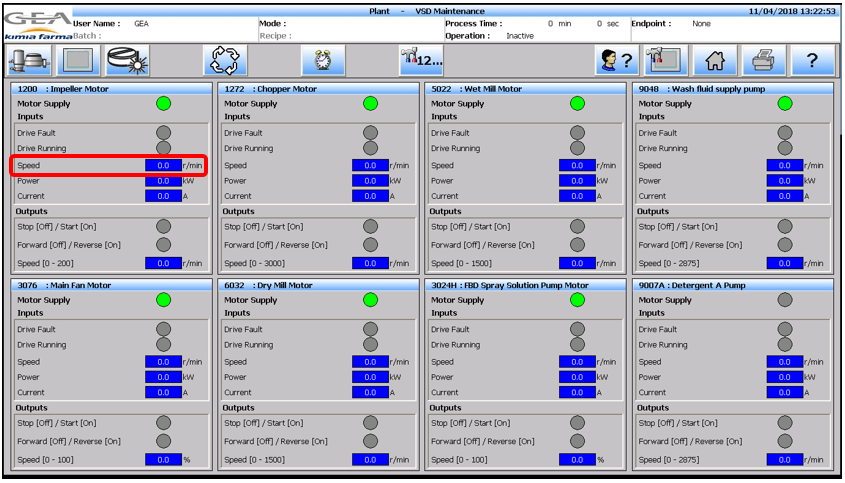 Plant - VSD Maintenance 11/04/2018 13:22:53
GEA
kimia farma
User Name : GEA Mode : Process Time : 0 min 0 sec Endpoint : None
Batch : Recipe : Operation : Inactive
12... ? ?
1200 : Impeller Motor
Motor Supply
Inputs
Drive Fault
Drive Running
Speed 0.0 r/min
Power 0.0 kW
Current 0.0 A
Outputs
Stop [Off] / Start [On]
Forward [Off] / Reverse [On]
Speed [0 - 200] 0.0 r/min
1272 : Chopper Motor
Motor Supply
Inputs
Drive Fault
Drive Running
Speed 0.0 r/min
Power 0.0 kW
Current 0.0 A
Outputs
Stop [Off] / Start [On]
Forward [Off] / Reverse [On]
Speed [0 - 3000] 0.0 r/min
5022 : Wet Mill Motor
Motor Supply
Inputs
Drive Fault
Drive Running
Speed 0.0 r/min
Power 0.0 kW
Current 0.0 A
Outputs
Stop [Off] / Start [On]
Forward [Off] / Reverse [On]
Speed [0 - 1500] 0.0 r/min
9048 : Wash fluid supply pump
Motor Supply
Inputs
Drive Fault
Drive Running
Speed 0.0 r/min
Power 0.0 kW
Current 0.0 A
Outputs
Stop [Off] / Start [On]
Forward [Off] / Reverse [On]
Speed [0 - 2875] 0.0 r/min
3076 : Main Fan Motor
Motor Supply
Inputs
Drive Fault
Drive Running
Speed 0.0 r/min
Power 0.0 kW
Current 0.0 A
Outputs
Stop [Off] / Start [On]
Forward [Off] / Reverse [On]
Speed [0 - 100] 0.0 %
6032 : Dry Mill Motor
Motor Supply
Inputs
Drive Fault
Drive Running
Speed 0.0 r/min
Power 0.0 kW
Current 0.0 A
Outputs
Stop [Off] / Start [On]
Forward [Off] / Reverse [On]
Speed [0 - 1500] 0.0 r/min
3024H : FBD Spray Solution Pump Motor
Motor Supply
Inputs
Drive Fault
Drive Running
Speed 0.0 r/min
Power 0.0 kW
Current 0.0 A
Outputs
Stop [Off] / Start [On]
Forward [Off] / Reverse [On]
Speed [0 - 100] 0.0 %
9007A : Detergent A Pump
Motor Supply
Inputs
Drive Fault
Drive Running
Speed 0.0 r/min
Power 0.0 kW
Current 0.0 A
Outputs
Stop [Off] / Start [On]
Forward [Off] / Reverse [On]
Speed [0 - 2875] 0.0 r/min